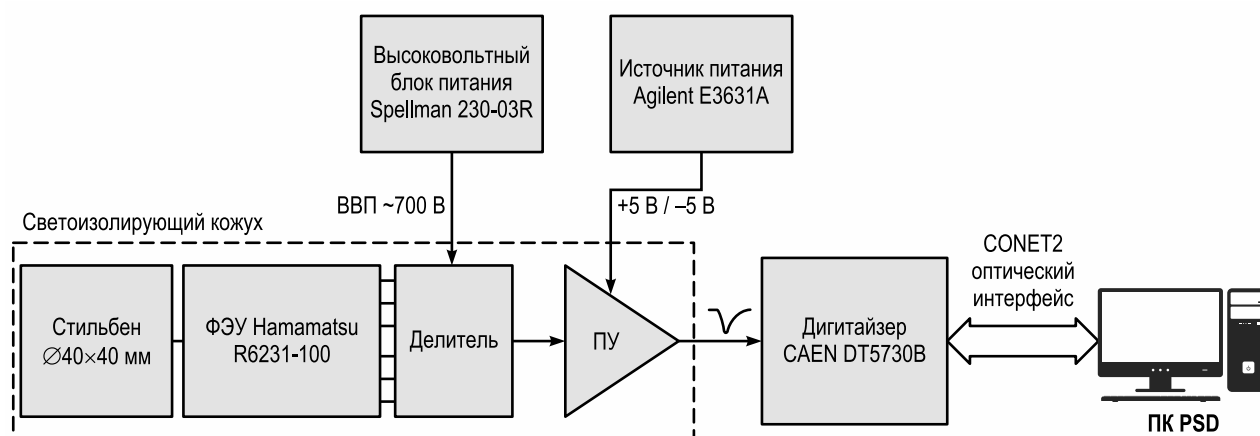 Высоковольтный
блок питания
Spellman 230-03R
Источник питания
Agilent E3631A
ВВП ~700 В
+5 В / –5 В
Светоизолирующий кожух
Стильбен
∅40×40 мм
ФЭУ Hamamatsu
R6231-100
Делитель
ПУ
Дигитайзер
CAEN DT5730B
CONET2
оптический
интерфейс
ПК PSD